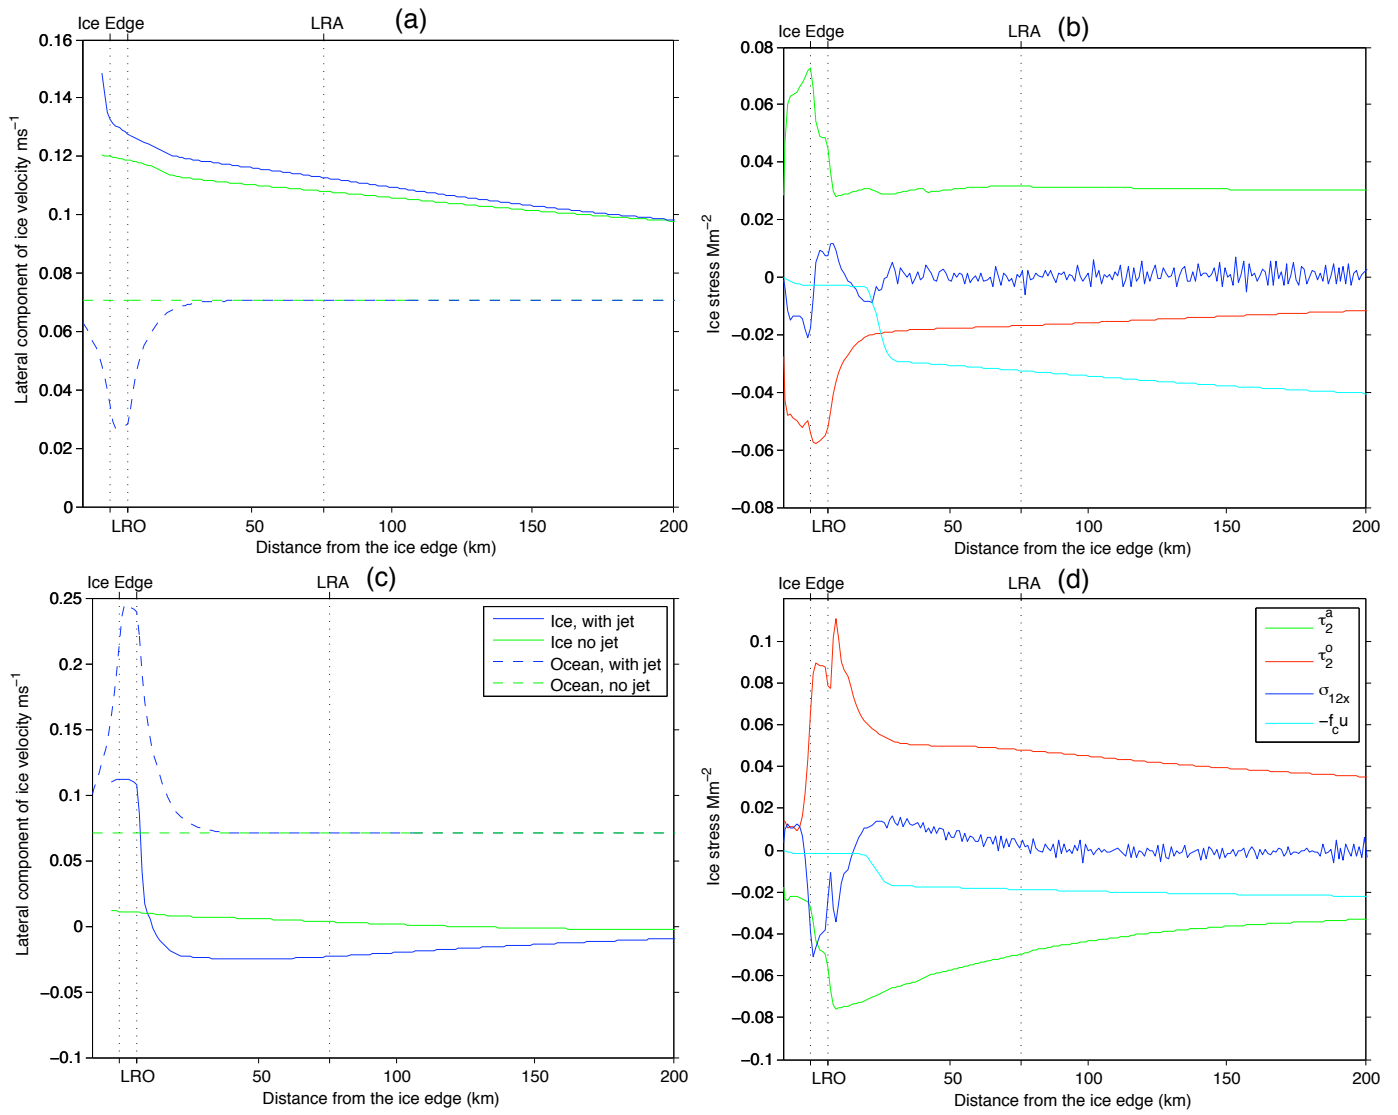 (a)
Ice Edge
LRA
0.16
0.14
0.12
0.1
0.08
0.06
0.04
0.02
0
Lateral component of ice velocity ms⁻¹
LRO
50
100
150
200
Distance from the ice edge (km)
(b)
Ice Edge
LRA
0.08
0.06
0.04
0.02
0
−0.02
−0.04
−0.06
−0.08
Ice stress Mm⁻²
LRO
50
100
150
200
Distance from the ice edge (km)
(c)
Ice Edge
LRA
0.25
0.2
0.15
0.1
0.05
0
−0.05
−0.1
Lateral component of ice velocity ms⁻¹
Ice, with jet
Ice no jet
Ocean, with jet
Ocean, no jet
LRO
50
100
150
200
Distance from the ice edge (km)
(d)
Ice Edge
LRA
0.1
0.08
0.06
0.04
0.02
0
−0.02
−0.04
−0.06
−0.08
−0.1
Ice stress Mm⁻²
τ₂ᵃ
τ₂ᵒ
σ₁₂ₓ
−f_c u
LRO
50
100
150
200
Distance from the ice edge (km)